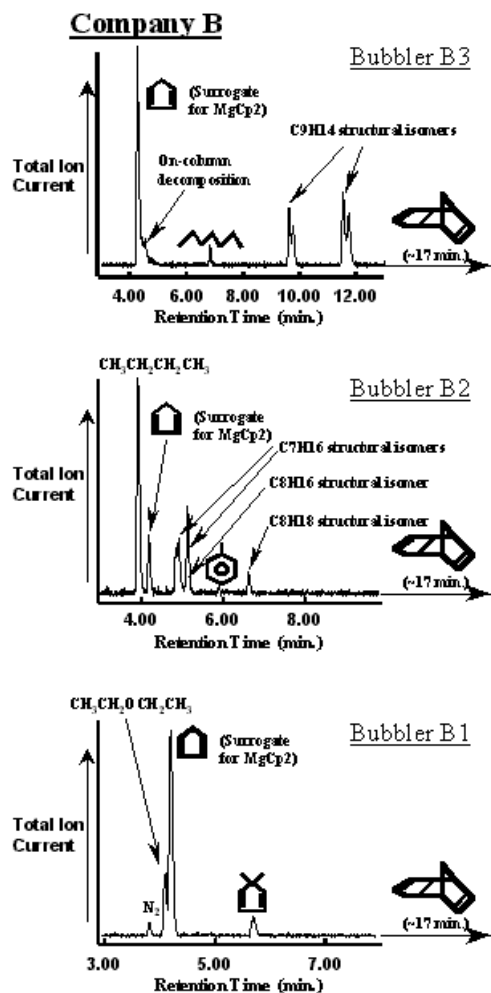 Company B
Bubbler B3
(Surrogate
for MgCp2)
C9H14 structural isomers
On-column
decomposition
Total Ion
Current
(~17 min.)
4.00 6.00 8.00 10.00 12.00
Retention Time (min.)
CH₃CH₂CH₂CH₃
Bubbler B2
(Surrogate
for MgCp2)
C7H16 structural isomers
C8H16 structural isomer
C8H18 structural isomer
Total Ion
Current
(~17 min.)
4.00 6.00 8.00
Retention Time (min.)
CH₃CH₂OCH₂CH₃
Bubbler B1
(Surrogate
for MgCp2)
Total Ion
Current
N₂
(~17 min.)
3.00 5.00 7.00
Retention Time (min.)